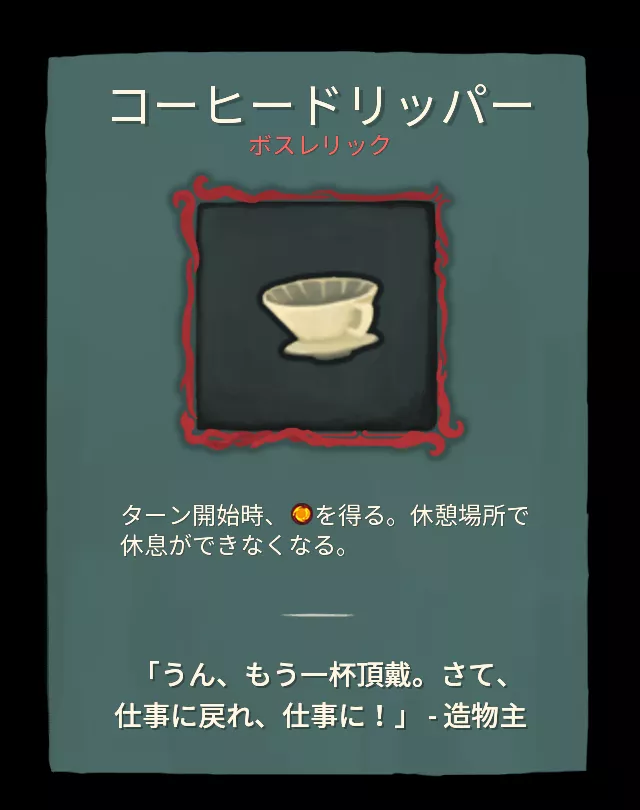 コーヒードリッパー
ボスレリック
ターン開始時、を得る。休憩場所で
休息ができなくなる。
「うん、もう一杯頂戴。さて、
仕事に戻れ、仕事に！」 - 造物主